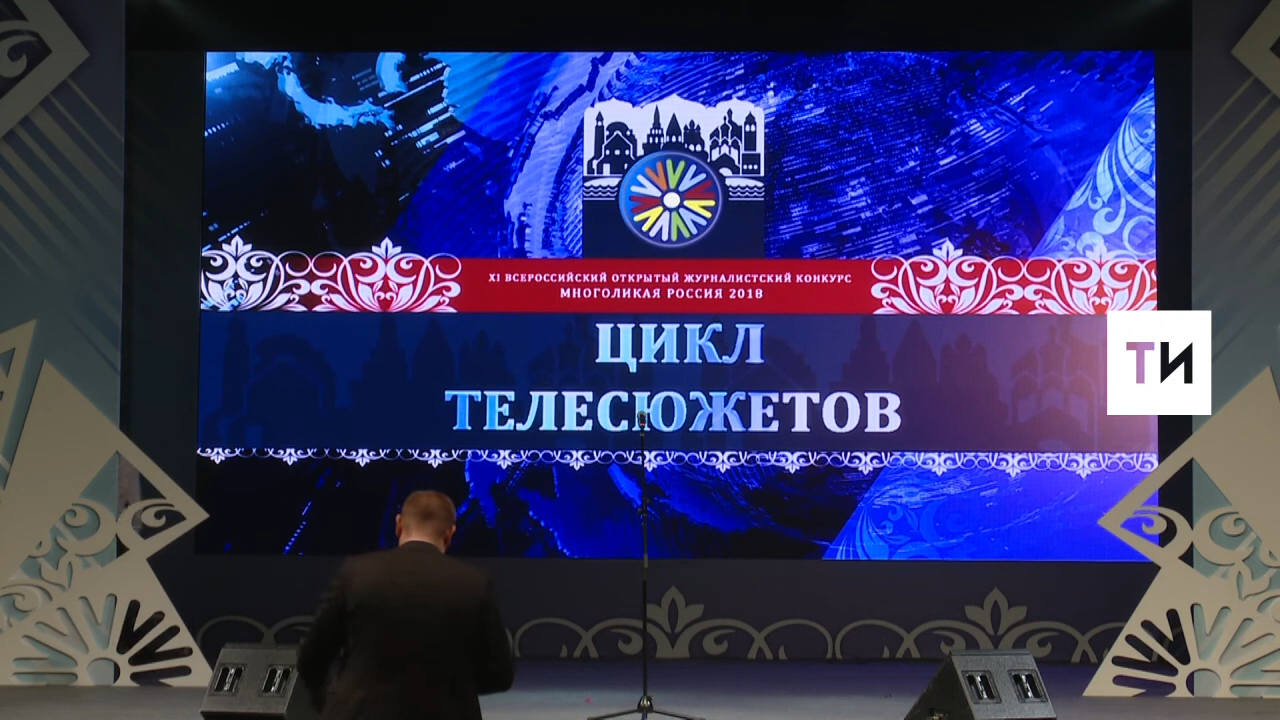 XI ВСЕРОССИЙСКИЙ ОТКРЫТЫЙ ЖУРНАЛИСТСКИЙ КОНКУРС
МНОГОЛИКАЯ РОССИЯ 2018
ЦИКЛ
ТЕЛЕСЮЖЕТОВ
ТИ